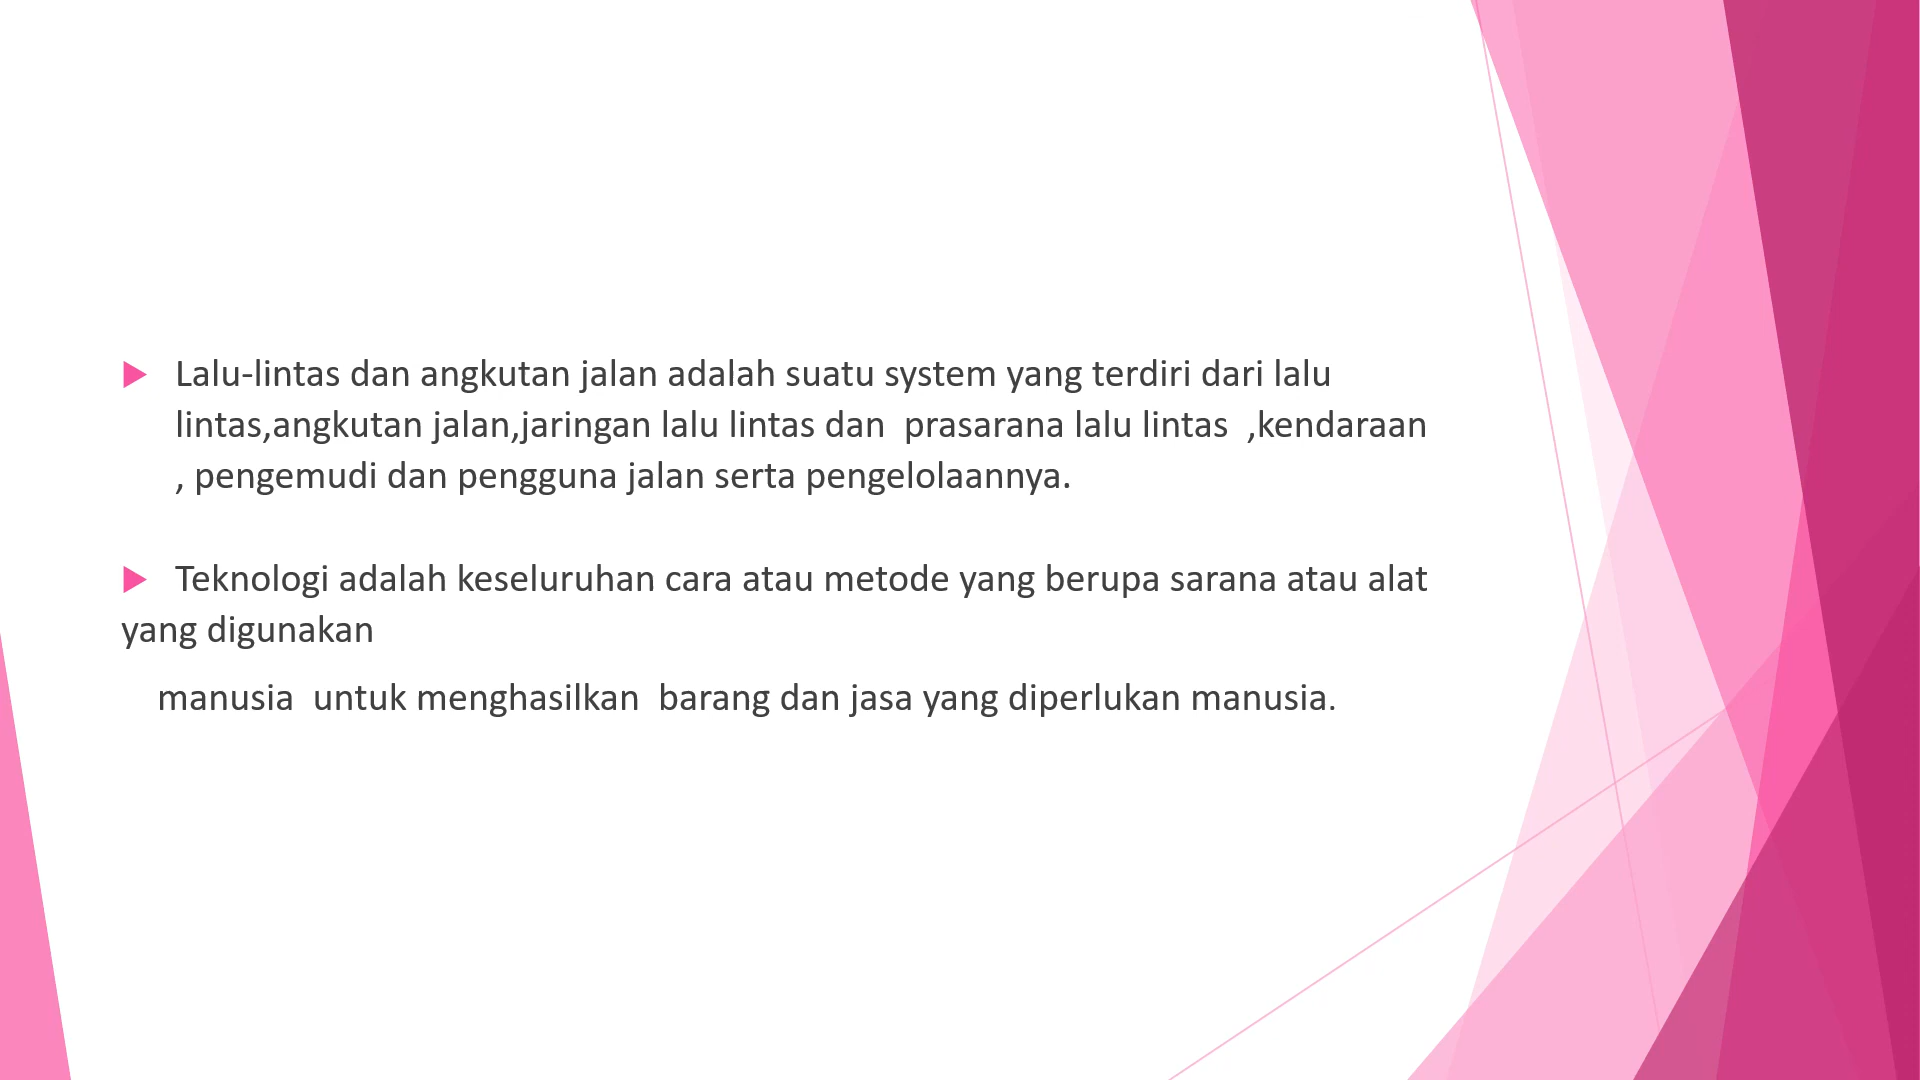 Lalu-lintas dan angkutan jalan adalah suatu system yang terdiri dari lalu
lintas,angkutan jalan,jaringan lalu lintas dan  prasarana lalu lintas  ,kendaraan
, pengemudi dan pengguna jalan serta pengelolaannya.
Teknologi adalah keseluruhan cara atau metode yang berupa sarana atau alat
yang digunakan
manusia  untuk menghasilkan  barang dan jasa yang diperlukan manusia.